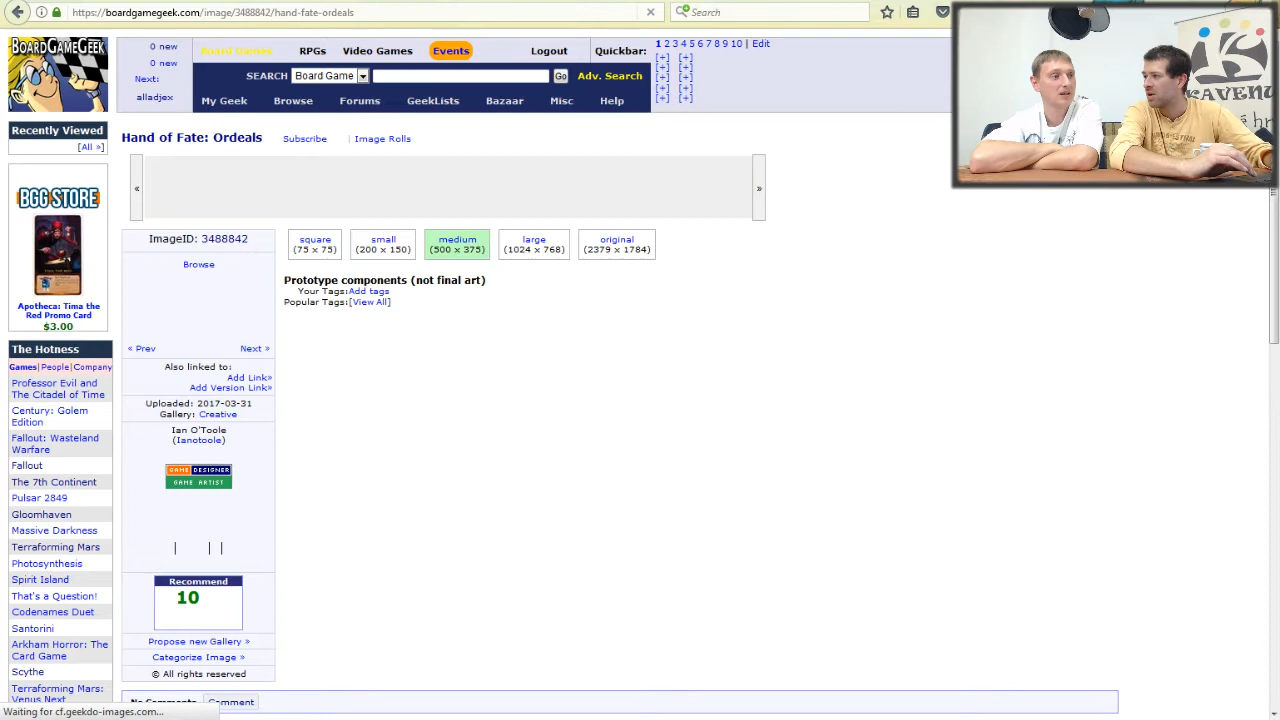 https://boardgamegeek.com/image/3488842/hand-fate-ordeals
Search
BOARDGAMEGEEK
0 new
0 new
Next:
alladjex
Board Games RPGs Video Games Events Logout
Quickbar: 1 2 3 4 5 6 7 8 9 10 | Edit
[+] [+]
[+] [+]
[+] [+]
[+] [+]
[+] [+]
SEARCH Board Game Go Adv. Search
My Geek Browse Forums GeekLists Bazaar Misc Help
Recently Viewed
[All »]
BGG STORE
Apotheca: Tima the
Red Promo Card
$3.00
The Hotness
Games|People|Company
Professor Evil and
The Citadel of Time
Century: Golem
Edition
Fallout: Wasteland
Warfare
Fallout
The 7th Continent
Pulsar 2849
Gloomhaven
Massive Darkness
Terraforming Mars
Photosynthesis
Spirit Island
That's a Question!
Codenames Duet
Santorini
Arkham Horror: The
Card Game
Scythe
Terraforming Mars:
Venus Next
Hand of Fate: Ordeals Subscribe | Image Rolls
« »
ImageID: 3488842
Browse
« Prev Next »
Also linked to:
Add Link»
Add Version Link»
Uploaded: 2017-03-31
Gallery: Creative
Ian O'Toole
(Ianotoole)
GAME DESIGNER
GAME ARTIST
Recommend
10
Propose new Gallery »
Categorize Image »
© All rights reserved
square
(75 x 75)
small
(200 x 150)
medium
(500 x 375)
large
(1024 x 768)
original
(2379 x 1784)
Prototype components (not final art)
Your Tags: Add tags
Popular Tags: [View All]
No Comments Comment
Waiting for cf.geekdo-images.com...